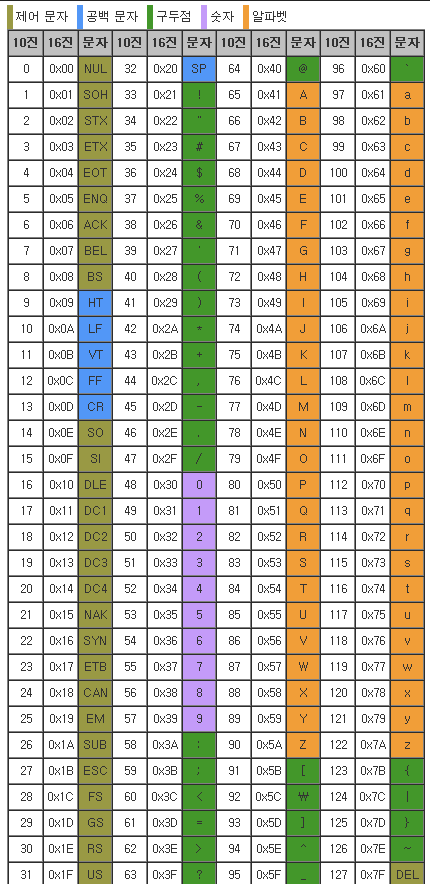 제어 문자 공백 문자 구두점 숫자 알파벳
10진 16진 문자 10진 16진 문자 10진 16진 문자 10진 16진 문자
0 0x00 NUL 32 0x20 SP 64 0x40 @ 96 0x60 `
1 0x01 SOH 33 0x21 ! 65 0x41 A 97 0x61 a
2 0x02 STX 34 0x22 " 66 0x42 B 98 0x62 b
3 0x03 ETX 35 0x23 # 67 0x43 C 99 0x63 c
4 0x04 EOT 36 0x24 $ 68 0x44 D 100 0x64 d
5 0x05 ENQ 37 0x25 % 69 0x45 E 101 0x65 e
6 0x06 ACK 38 0x26 & 70 0x46 F 102 0x66 f
7 0x07 BEL 39 0x27 ' 71 0x47 G 103 0x67 g
8 0x08 BS 40 0x28 ( 72 0x48 H 104 0x68 h
9 0x09 HT 41 0x29 ) 73 0x49 I 105 0x69 i
10 0x0A LF 42 0x2A * 74 0x4A J 106 0x6A j
11 0x0B VT 43 0x2B + 75 0x4B K 107 0x6B k
12 0x0C FF 44 0x2C , 76 0x4C L 108 0x6C l
13 0x0D CR 45 0x2D - 77 0x4D M 109 0x6D m
14 0x0E SO 46 0x2E . 78 0x4E N 110 0x6E n
15 0x0F SI 47 0x2F / 79 0x4F O 111 0x6F o
16 0x10 DLE 48 0x30 0 80 0x50 P 112 0x70 p
17 0x11 DC1 49 0x31 1 81 0x51 Q 113 0x71 q
18 0x12 DC2 50 0x32 2 82 0x52 R 114 0x72 r
19 0x13 DC3 51 0x33 3 83 0x53 S 115 0x73 s
20 0x14 DC4 52 0x34 4 84 0x54 T 116 0x74 t
21 0x15 NAK 53 0x35 5 85 0x55 U 117 0x75 u
22 0x16 SYN 54 0x36 6 86 0x56 V 118 0x76 v
23 0x17 ETB 55 0x37 7 87 0x57 W 119 0x77 w
24 0x18 CAN 56 0x38 8 88 0x58 X 120 0x78 x
25 0x19 EM 57 0x39 9 89 0x59 Y 121 0x79 y
26 0x1A SUB 58 0x3A : 90 0x5A Z 122 0x7A z
27 0x1B ESC 59 0x3B ; 91 0x5B [ 123 0x7B {
28 0x1C FS 60 0x3C < 92 0x5C ₩ 124 0x7C |
29 0x1D GS 61 0x3D = 93 0x5D ] 125 0x7D }
30 0x1E RS 62 0x3E > 94 0x5E ^ 126 0x7E ~
31 0x1F US 63 0x3F ? 95 0x5F _ 127 0x7F DEL